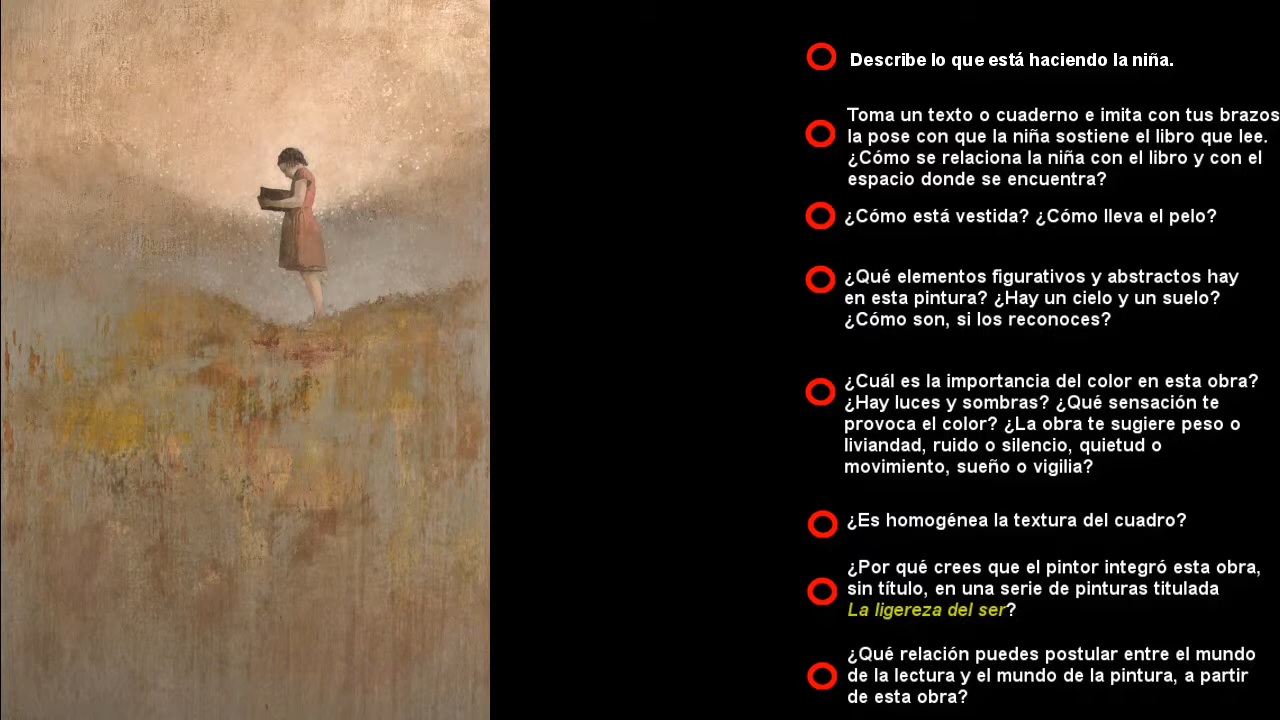 Describe lo que está haciendo la niña.
Toma un texto o cuaderno e imita con tus brazos
la pose con que la niña sostiene el libro que lee.
¿Cómo se relaciona la niña con el libro y con el
espacio donde se encuentra?
¿Cómo está vestida? ¿Cómo lleva el pelo?
¿Qué elementos figurativos y abstractos hay
en esta pintura? ¿Hay un cielo y un suelo?
¿Cómo son, si los reconoces?
¿Cuál es la importancia del color en esta obra?
¿Hay luces y sombras? ¿Qué sensación te
provoca el color? ¿La obra te sugiere peso o
liviandad, ruido o silencio, quietud o
movimiento, sueño o vigilia?
¿Es homogénea la textura del cuadro?
¿Por qué crees que el pintor integró esta obra,
sin título, en una serie de pinturas titulada
La ligereza del ser?
¿Qué relación puedes postular entre el mundo
de la lectura y el mundo de la pintura, a partir
de esta obra?